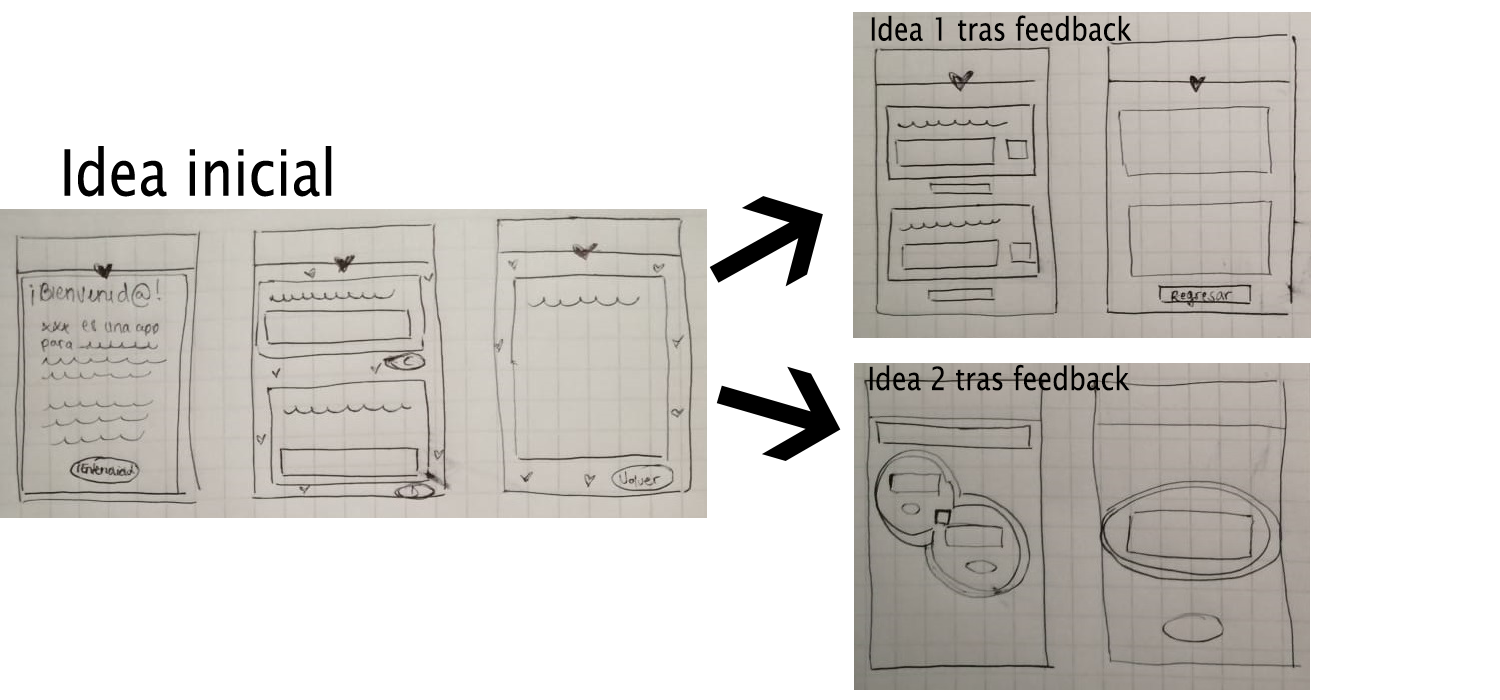 Idea inicial
¡Bienvenid@!
xxx es una app
para
¡Entendido!
C
D
Volver
Idea 1 tras feedback
Regresar
Idea 2 tras feedback